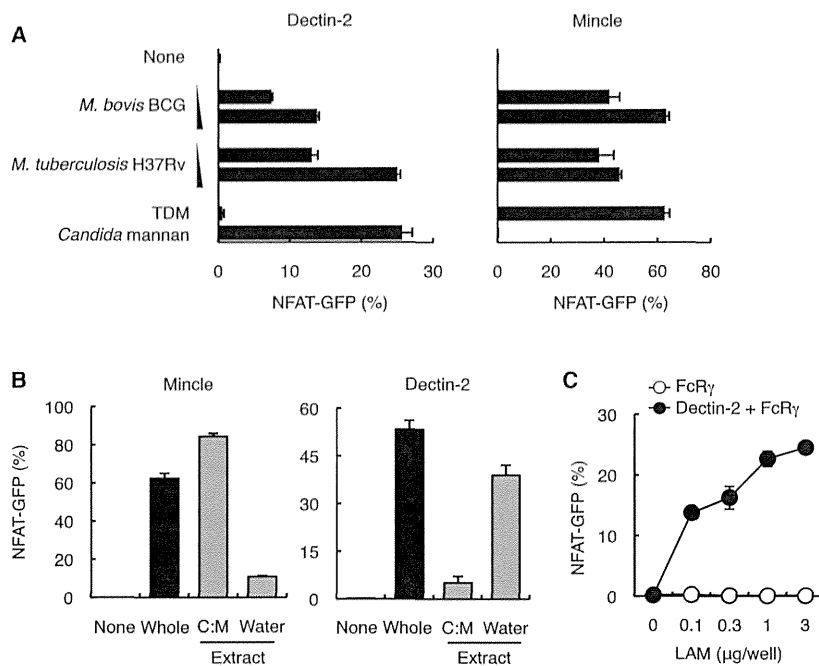 A
Dectin-2
Mincle
None
M. bovis BCG
M. tuberculosis H37Rv
TDM
Candida mannan
0 10 20 30
NFAT-GFP (%)
0 20 40 60 80
NFAT-GFP (%)
B
Mincle
NFAT-GFP (%)
100
80
60
40
20
0
None Whole C:M Water
Extract
Dectin-2
60
45
30
15
0
None Whole C:M Water
Extract
C
FcRγ
Dectin-2 + FcRγ
NFAT-GFP (%)
30
20
10
0
0 0.1 0.3 1 3
LAM (μg/well)